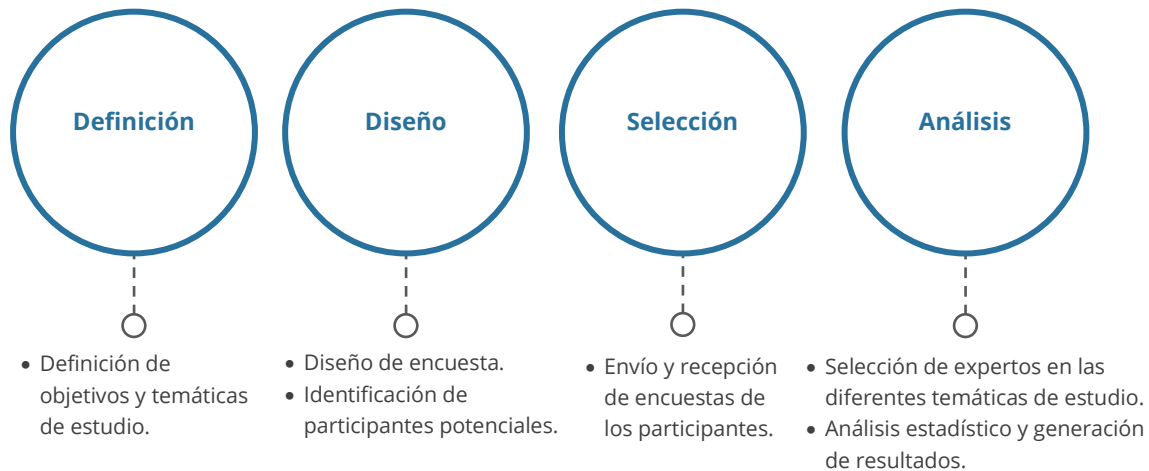 Definición
• Definición de
objetivos y temáticas
de estudio.
Diseño
• Diseño de encuesta.
• Identificación de
participantes potenciales.
Selección
• Envío y recepción
de encuestas de
los participantes.
Análisis
• Selección de expertos en las
diferentes temáticas de estudio.
• Análisis estadístico y generación
de resultados.